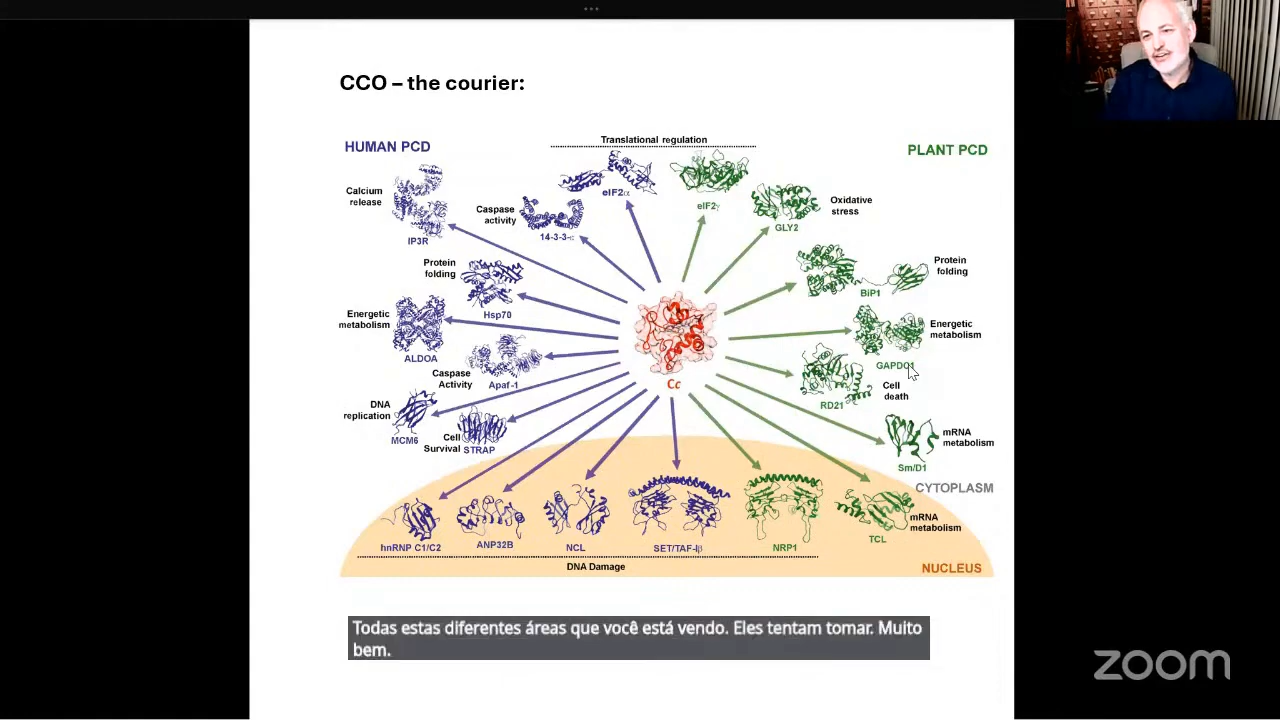 CCO – the courier:
HUMAN PCD
Translational regulation
PLANT PCD
Calcium
release
IP3R
Caspase
activity
14-3-3-ε
eIF2α
eIF2γ
GLY2
Oxidative
stress
Protein
folding
Hsp70
BiP1
Protein
folding
Energetic
metabolism
ALDOA
GAPDC1
Energetic
metabolism
Caspase
Activity
Apaf-1
RD21
Cell
death
DNA
replication
MCM6
Cell
Survival
STRAP
Cc
Sm/D1
mRNA
metabolism
CYTOPLASM
hnRNP C1/C2
ANP32B
NCL
SET/TAF-Iβ
NRP1
TCL
mRNA
metabolism
DNA Damage
NUCLEUS
Todas estas diferentes áreas que você está vendo. Eles tentam tomar. Muito
bem.
zoom